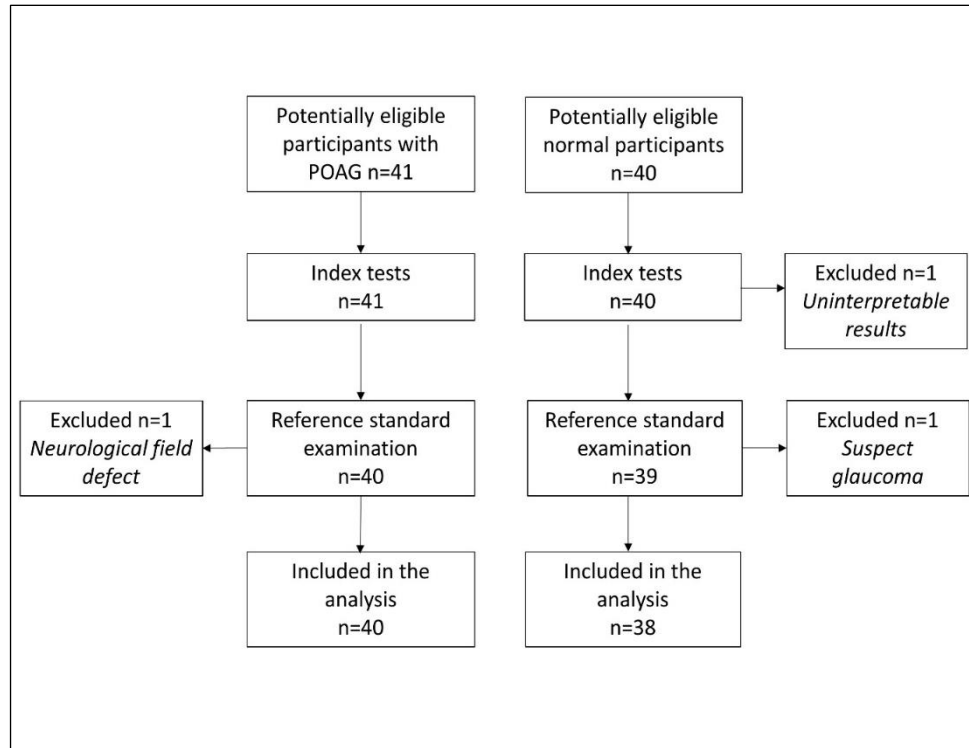 Potentially eligible
participants with
POAG n=41
Potentially eligible
normal participants
n=40
Index tests
n=41
Index tests
n=40
Excluded n=1
Uninterpretable
results
Excluded n=1
Neurological field
defect
Reference standard
examination
n=40
Reference standard
examination
n=39
Excluded n=1
Suspect
glaucoma
Included in the
analysis
n=40
Included in the
analysis
n=38